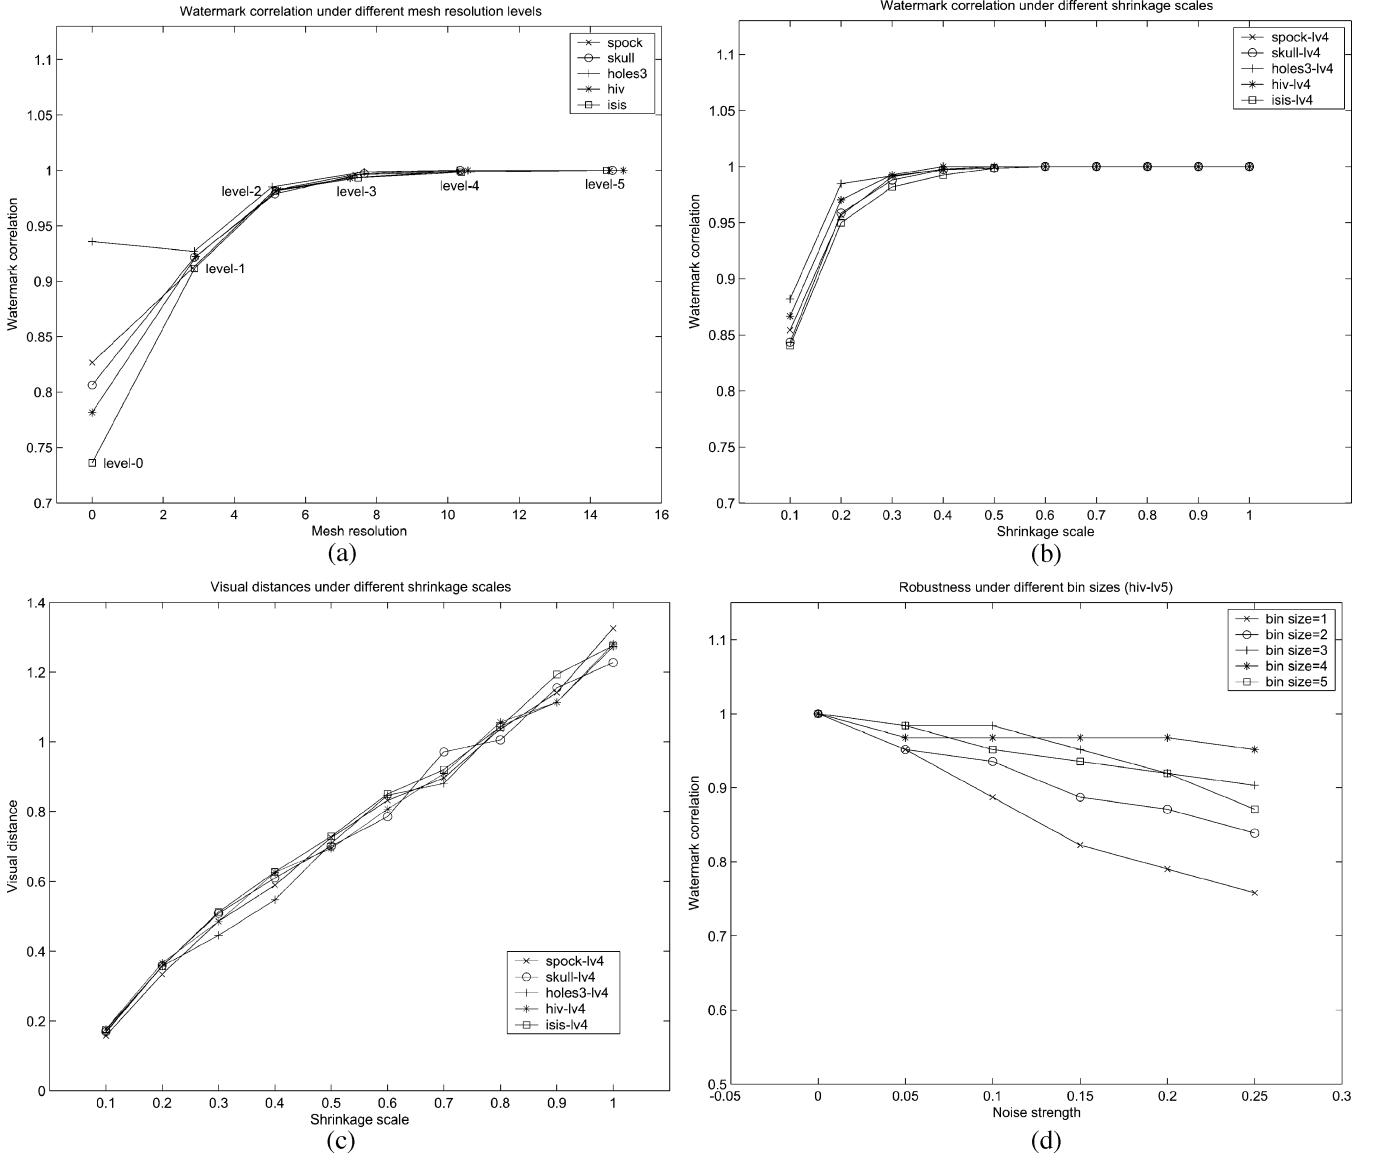 Watermark correlation under different mesh resolution levels
1.1
1.05
1
0.95
0.9
0.85
0.8
0.75
0.7
Watermark correlation
spock
skull
holes3
hiv
isis
level-0
level-1
level-2
level-3
level-4
level-5
0 2 4 6 8 10 12 14 16
Mesh resolution
(a)
Watermark correlation under different shrinkage scales
1.1
1.05
1
0.95
0.9
0.85
0.8
0.75
0.7
Watermark correlation
spock-lv4
skull-lv4
holes3-lv4
hiv-lv4
isis-lv4
0.1 0.2 0.3 0.4 0.5 0.6 0.7 0.8 0.9 1
Shrinkage scale
(b)
Visual distances under different shrinkage scales
1.4
1.2
1
0.8
0.6
0.4
0.2
0
Visual distance
spock-lv4
skull-lv4
holes3-lv4
hiv-lv4
isis-lv4
0.1 0.2 0.3 0.4 0.5 0.6 0.7 0.8 0.9 1
Shrinkage scale
(c)
Robustness under different bin sizes (hiv-lv5)
1.1
1
0.9
0.8
0.7
0.6
0.5
Watermark correlation
bin size=1
bin size=2
bin size=3
bin size=4
bin size=5
-0.05 0 0.05 0.1 0.15 0.2 0.25 0.3
Noise strength
(d)